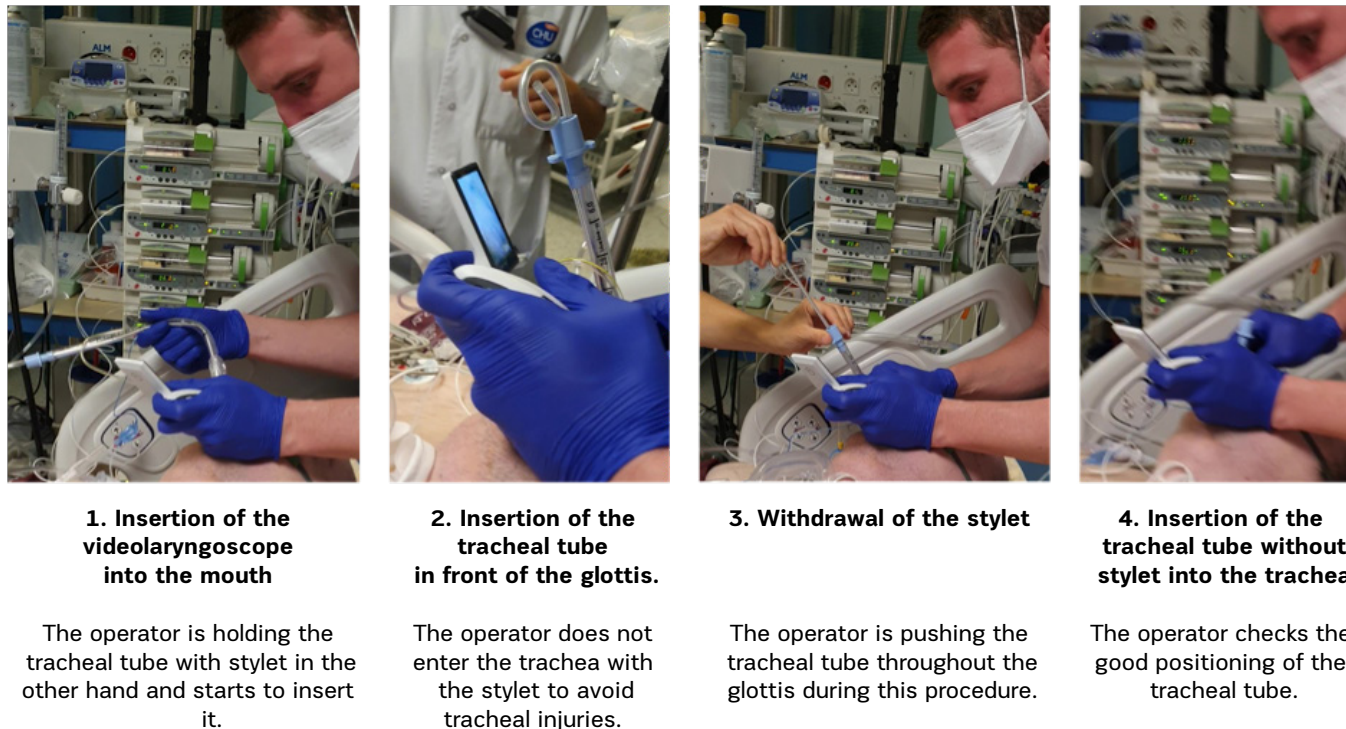 ALM
CHU
ALM
1. Insertion of the
videolaryngoscope
into the mouth
2. Insertion of the
tracheal tube
in front of the glottis.
3. Withdrawal of the stylet
4. Insertion of the
tracheal tube without
stylet into the trachea
The operator is holding the
tracheal tube with stylet in the
other hand and starts to insert
it.
The operator does not
enter the trachea with
the stylet to avoid
tracheal injuries.
The operator is pushing the
tracheal tube throughout the
glottis during this procedure.
The operator checks the
good positioning of the
tracheal tube.